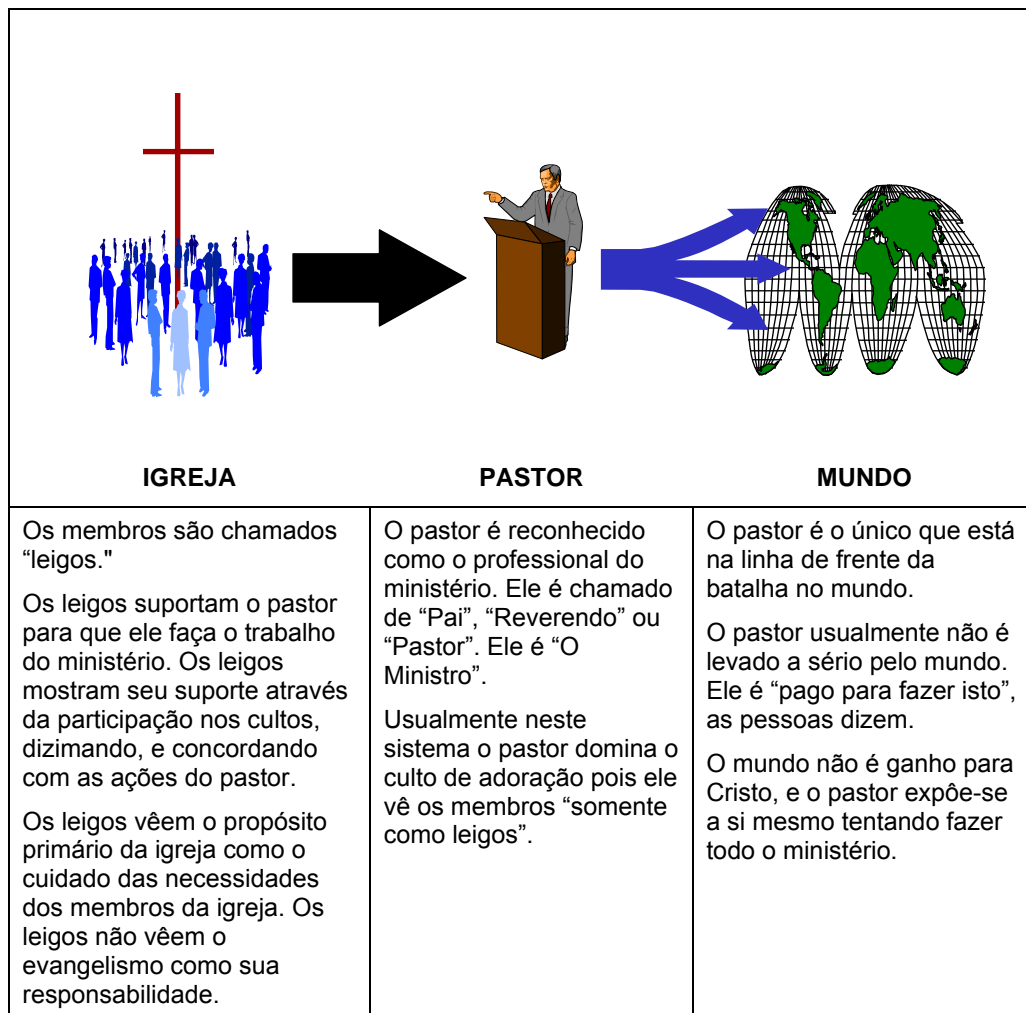 IGREJA
PASTOR
MUNDO
Os membros são chamados
“leigos."
Os leigos suportam o pastor
para que ele faça o trabalho
do ministério. Os leigos
mostram seu suporte através
da participação nos cultos,
dizimando, e concordando
com as ações do pastor.
Os leigos vêem o propósito
primário da igreja como o
cuidado das necessidades
dos membros da igreja. Os
leigos não vêem o
evangelismo como sua
responsabilidade.
O pastor é reconhecido
como o professional do
ministério. Ele é chamado
de “Pai”, “Reverendo” ou
“Pastor”. Ele é “O
Ministro”.
Usualmente neste
sistema o pastor domina o
culto de adoração pois ele
vê os membros “somente
como leigos”.
O pastor é o único que está
na linha de frente da
batalha no mundo.
O pastor usualmente não é
levado a sério pelo mundo.
Ele é “pago para fazer isto”,
as pessoas dizem.
O mundo não é ganho para
Cristo, e o pastor expôe-se
a si mesmo tentando fazer
todo o ministério.